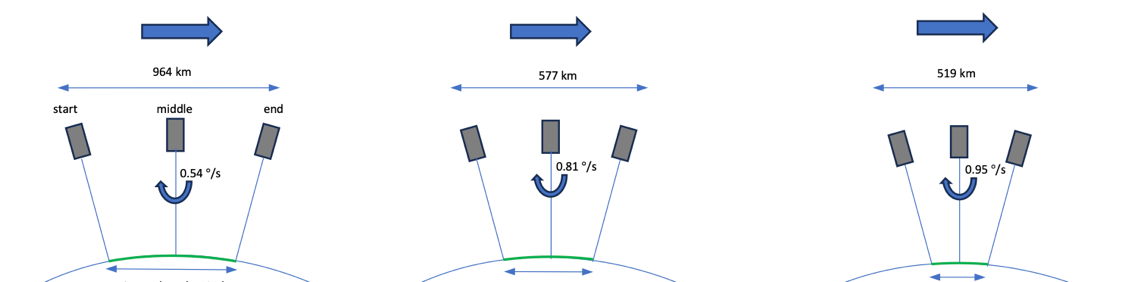 964 km
577 km
519 km
start
middle
end
0.54 °/s
0.81 °/s
0.95 °/s